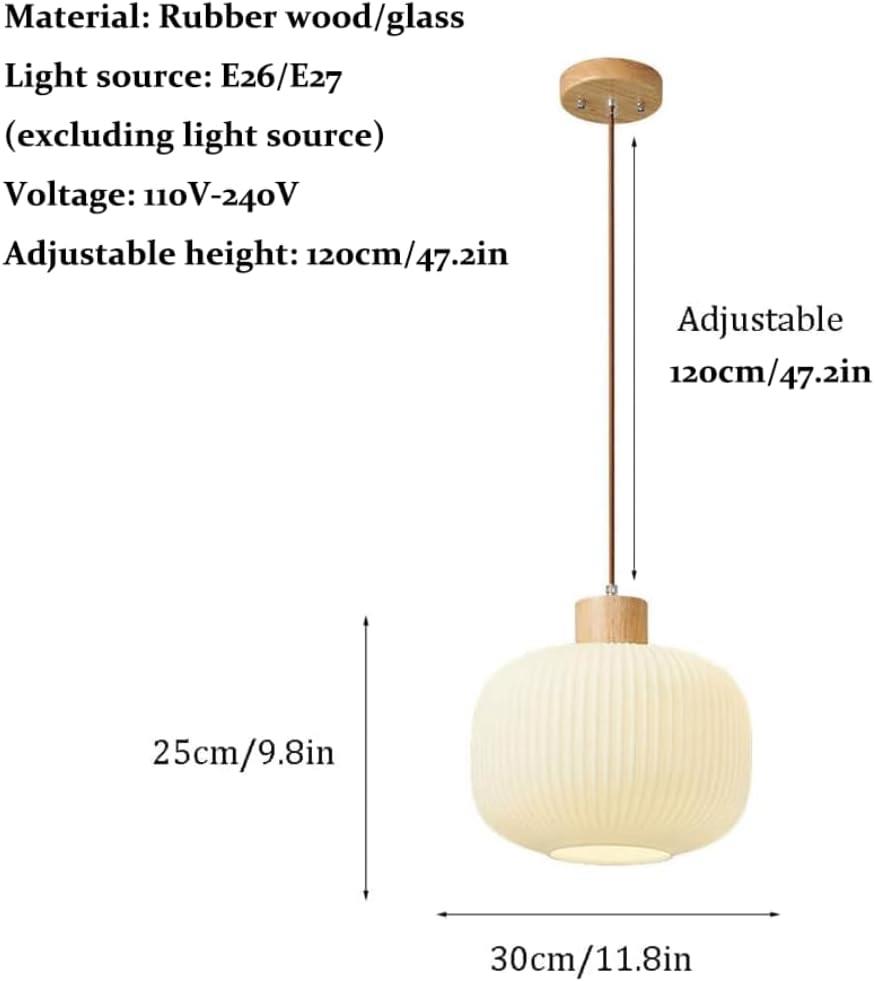 Material: Rubber wood/glass
Light source: E26/E27
(excluding light source)
Voltage: 110V-240V
Adjustable height: 120cm/47.2in
Adjustable
120cm/47.2in
25cm/9.8in
30cm/11.8in